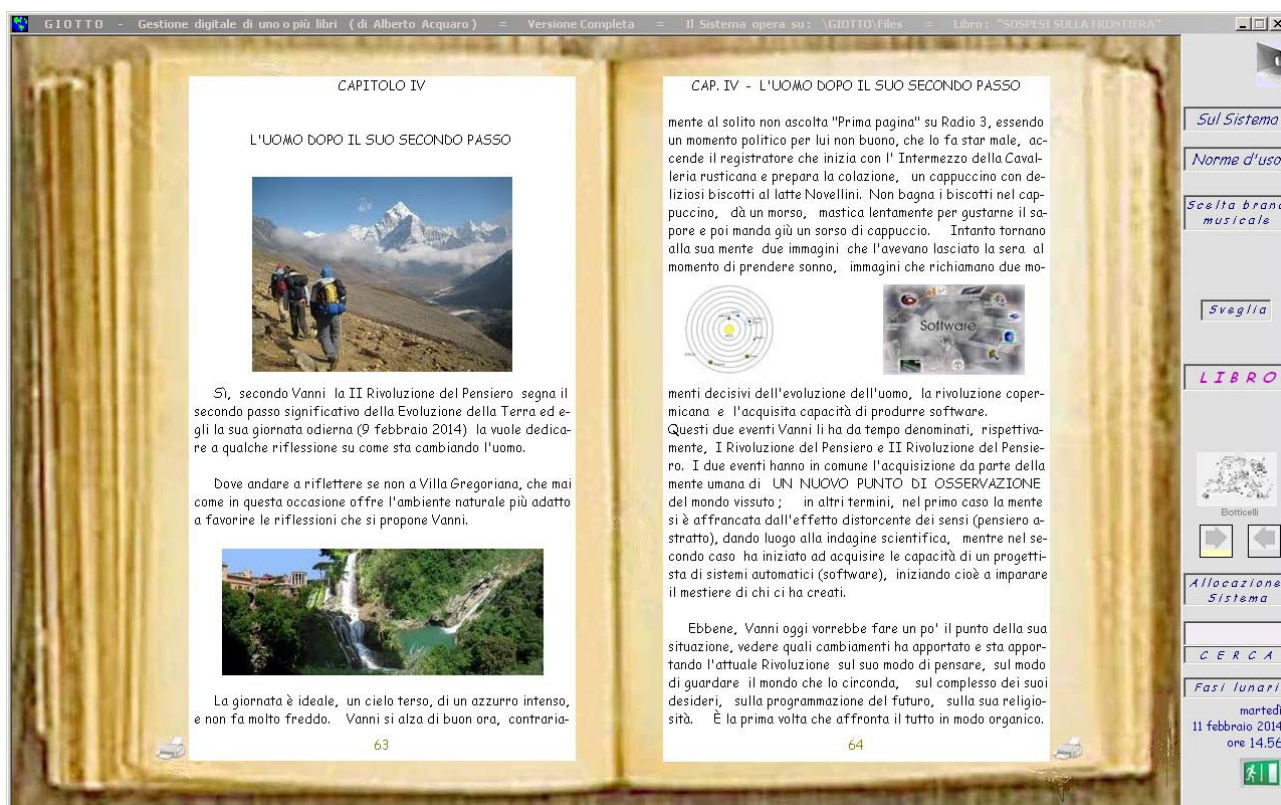 GIOTTO - Gestione digitale di uno o più libri ( di Alberto Acquaro ) = Versione Completa = Il Sistema opera su : \GIOTTO\Files = Libro : "SOSPESI SULLA FRONTIERA"
CAPITOLO IV
L'UOMO DOPO IL SUO SECONDO PASSO
Sì, secondo Vanni la II Rivoluzione del Pensiero segna il
secondo passo significativo della Evoluzione della Terra ed e-
gli la sua giornata odierna (9 febbraio 2014) la vuole dedica-
re a qualche riflessione su come sta cambiando l'uomo.
Dove andare a riflettere se non a Villa Gregoriana, che mai
come in questa occasione offre l'ambiente naturale più adatto
a favorire le riflessioni che si propone Vanni.
La giornata è ideale, un cielo terso, di un azzurro intenso,
e non fa molto freddo. Vanni si alza di buon ora, contraria-
63
CAP. IV - L'UOMO DOPO IL SUO SECONDO PASSO
mente al solito non ascolta "Prima pagina" su Radio 3, essendo
un momento politico per lui non buono, che lo fa star male, ac-
cende il registratore che inizia con l' Intermezzo della Caval-
leria rusticana e prepara la colazione, un cappuccino con de-
liziosi biscotti al latte Novellini. Non bagna i biscotti nel cap-
puccino, dà un morso, mastica lentamente per gustarne il sa-
pore e poi manda giù un sorso di cappuccio. Intanto tornano
alla sua mente due immagini che l'avevano lasciato la sera al
momento di prendere sonno, immagini che richiamano due mo-
Software
menti decisivi dell'evoluzione dell'uomo, la rivoluzione coper-
micana e l'acquisita capacità di produrre software.
Questi due eventi Vanni li ha da tempo denominati, rispettiva-
mente, I Rivoluzione del Pensiero e II Rivoluzione del Pensie-
ro. I due eventi hanno in comune l'acquisizione da parte della
mente umana di UN NUOVO PUNTO DI OSSERVAZIONE
del mondo vissuto ; in altri termini, nel primo caso la mente
si è affrancata dall'effetto distorcente dei sensi (pensiero a-
stratto), dando luogo alla indagine scientifica, mentre nel se-
condo caso ha iniziato ad acquisire le capacità di un progetti-
sta di sistemi automatici (software), iniziando cioè a imparare
il mestiere di chi ci ha creati.
Ebbene, Vanni oggi vorrebbe fare un po' il punto della sua
situazione, vedere quali cambiamenti ha apportato e sta appor-
tando l'attuale Rivoluzione sul suo modo di pensare, sul modo
di guardare il mondo che lo circonda, sul complesso dei suoi
desideri, sulla programmazione del futuro, sulla sua religio-
sità. È la prima volta che affronta il tutto in modo organico.
64
Sul Sistema
Norme d'uso
Scelta brano
musicale
Sveglia
LIBRO
Botticelli
Allocazione
Sistema
CERCA
Fasi lunari
martedì
11 febbraio 2014
ore 14.56